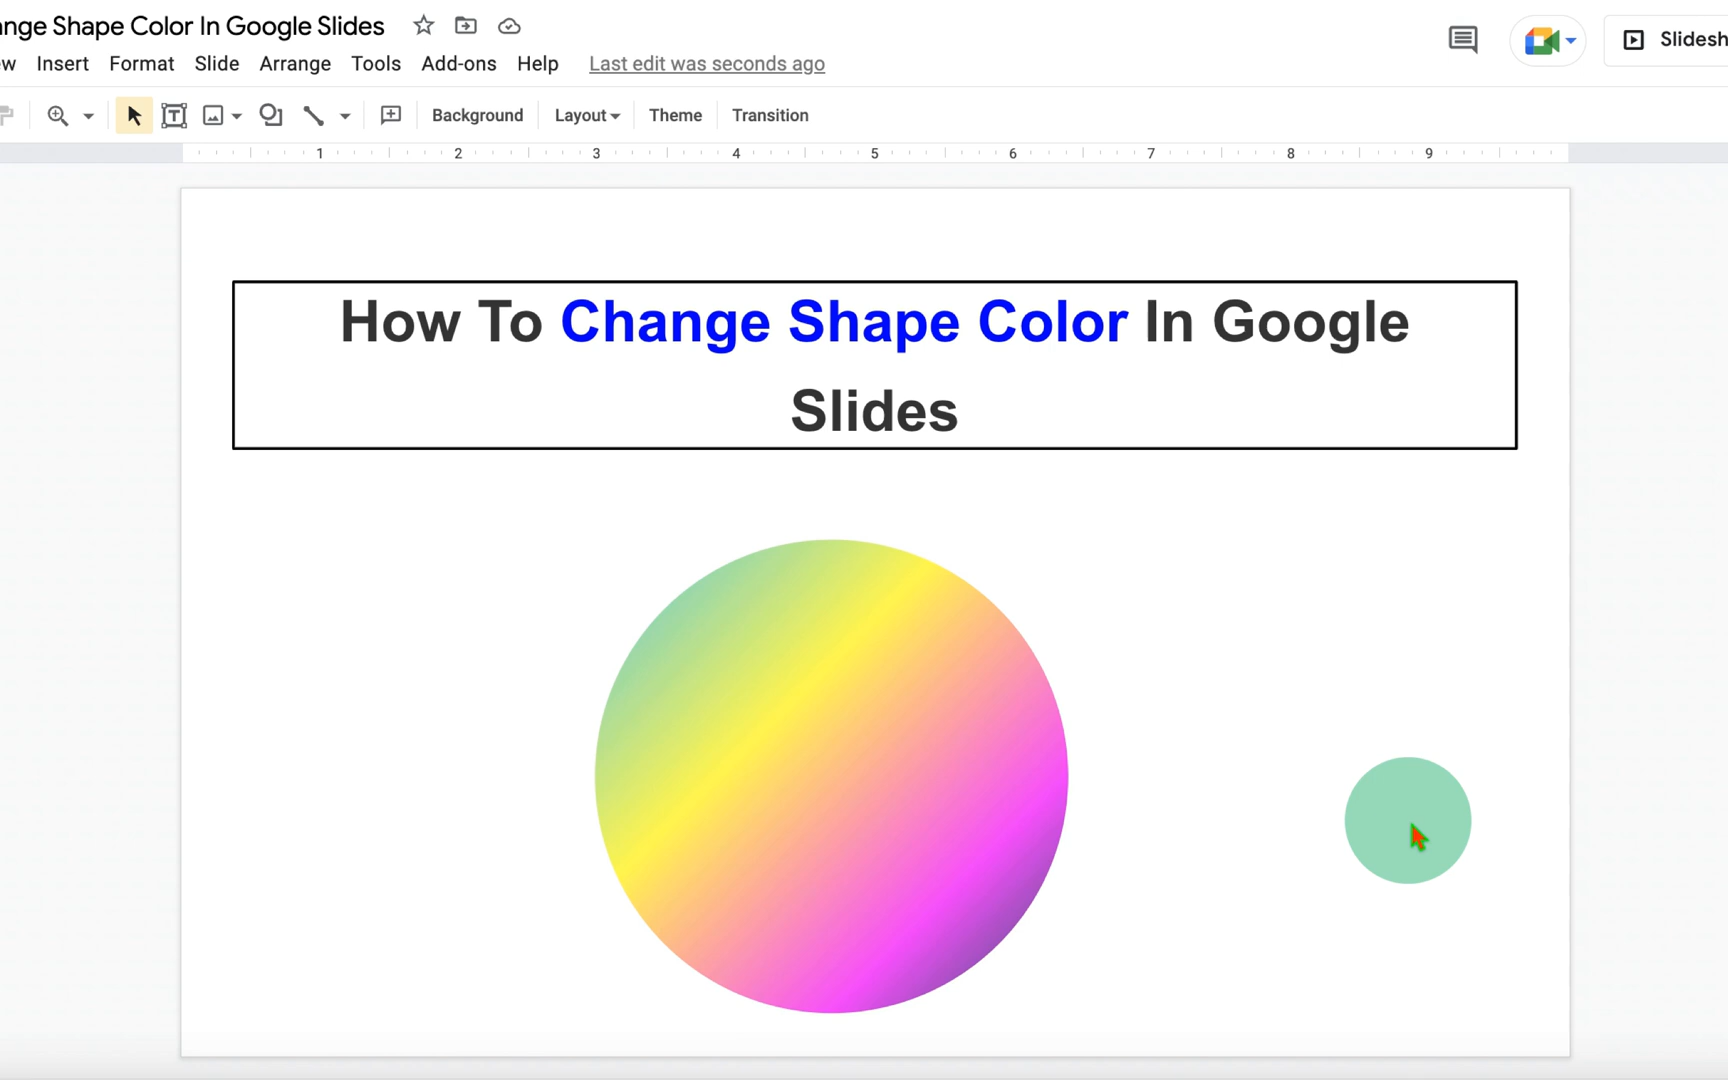 nge Shape Color In Google Slides
w Insert Format Slide Arrange Tools Add-ons Help Last edit was seconds ago
Slidesh
Background Layout Theme Transition
1 2 3 4 5 6 7 8 9
How To Change Shape Color In Google
Slides